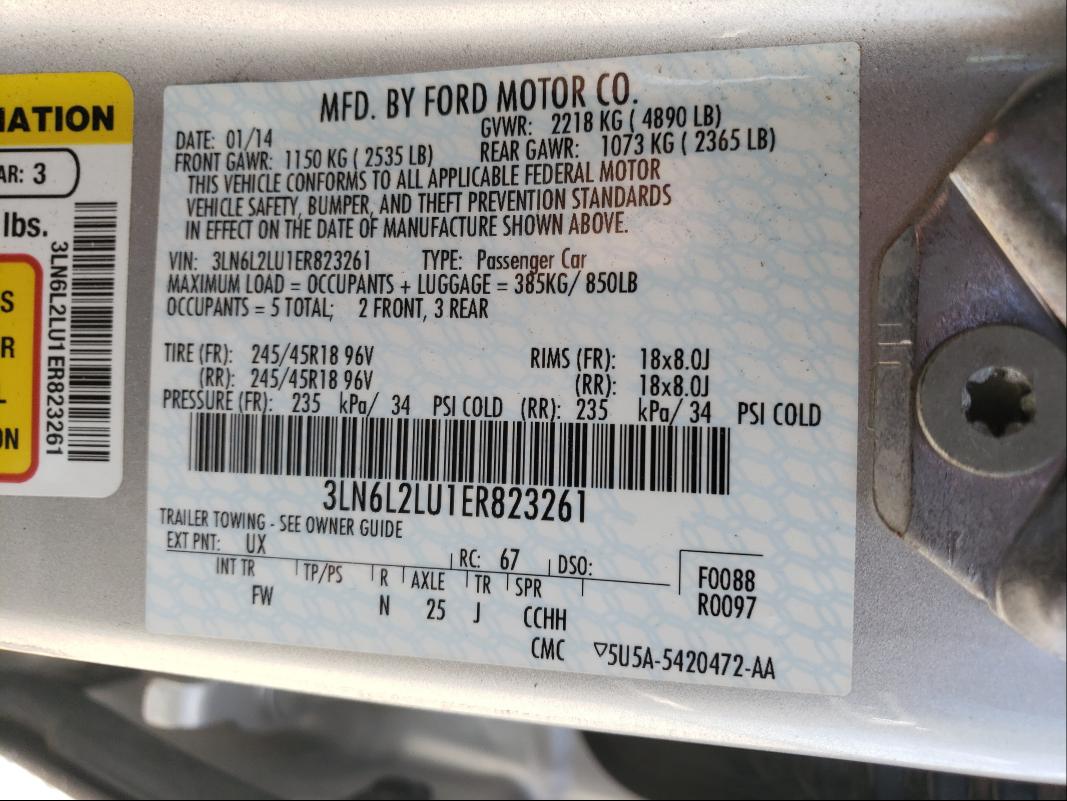 MATION
AR: 3
lbs.
3LN6L2LU1ER823261
S
R
L
ON
MFD. BY FORD MOTOR CO.
DATE: 01/14 GVWR: 2218 KG ( 4890 LB)
FRONT GAWR: 1150 KG ( 2535 LB) REAR GAWR: 1073 KG ( 2365 LB)
THIS VEHICLE CONFORMS TO ALL APPLICABLE FEDERAL MOTOR
VEHICLE SAFETY, BUMPER, AND THEFT PREVENTION STANDARDS
IN EFFECT ON THE DATE OF MANUFACTURE SHOWN ABOVE.
VIN: 3LN6L2LU1ER823261 TYPE: Passenger Car
MAXIMUM LOAD = OCCUPANTS + LUGGAGE = 385KG/ 850LB
OCCUPANTS = 5 TOTAL; 2 FRONT, 3 REAR
TIRE (FR): 245/45R18 96V RIMS (FR): 18x8.0J
(RR): 245/45R18 96V (RR): 18x8.0J
PRESSURE (FR): 235 kPa/ 34 PSI COLD (RR): 235 kPa/ 34 PSI COLD
3LN6L2LU1ER823261
TRAILER TOWING - SEE OWNER GUIDE
EXT PNT: UX RC: 67 DSO:
INT TR TP/PS R AXLE TR SPR F0088
FW N 25 J CCHH R0097
CMC ▽5U5A-5420472-AA